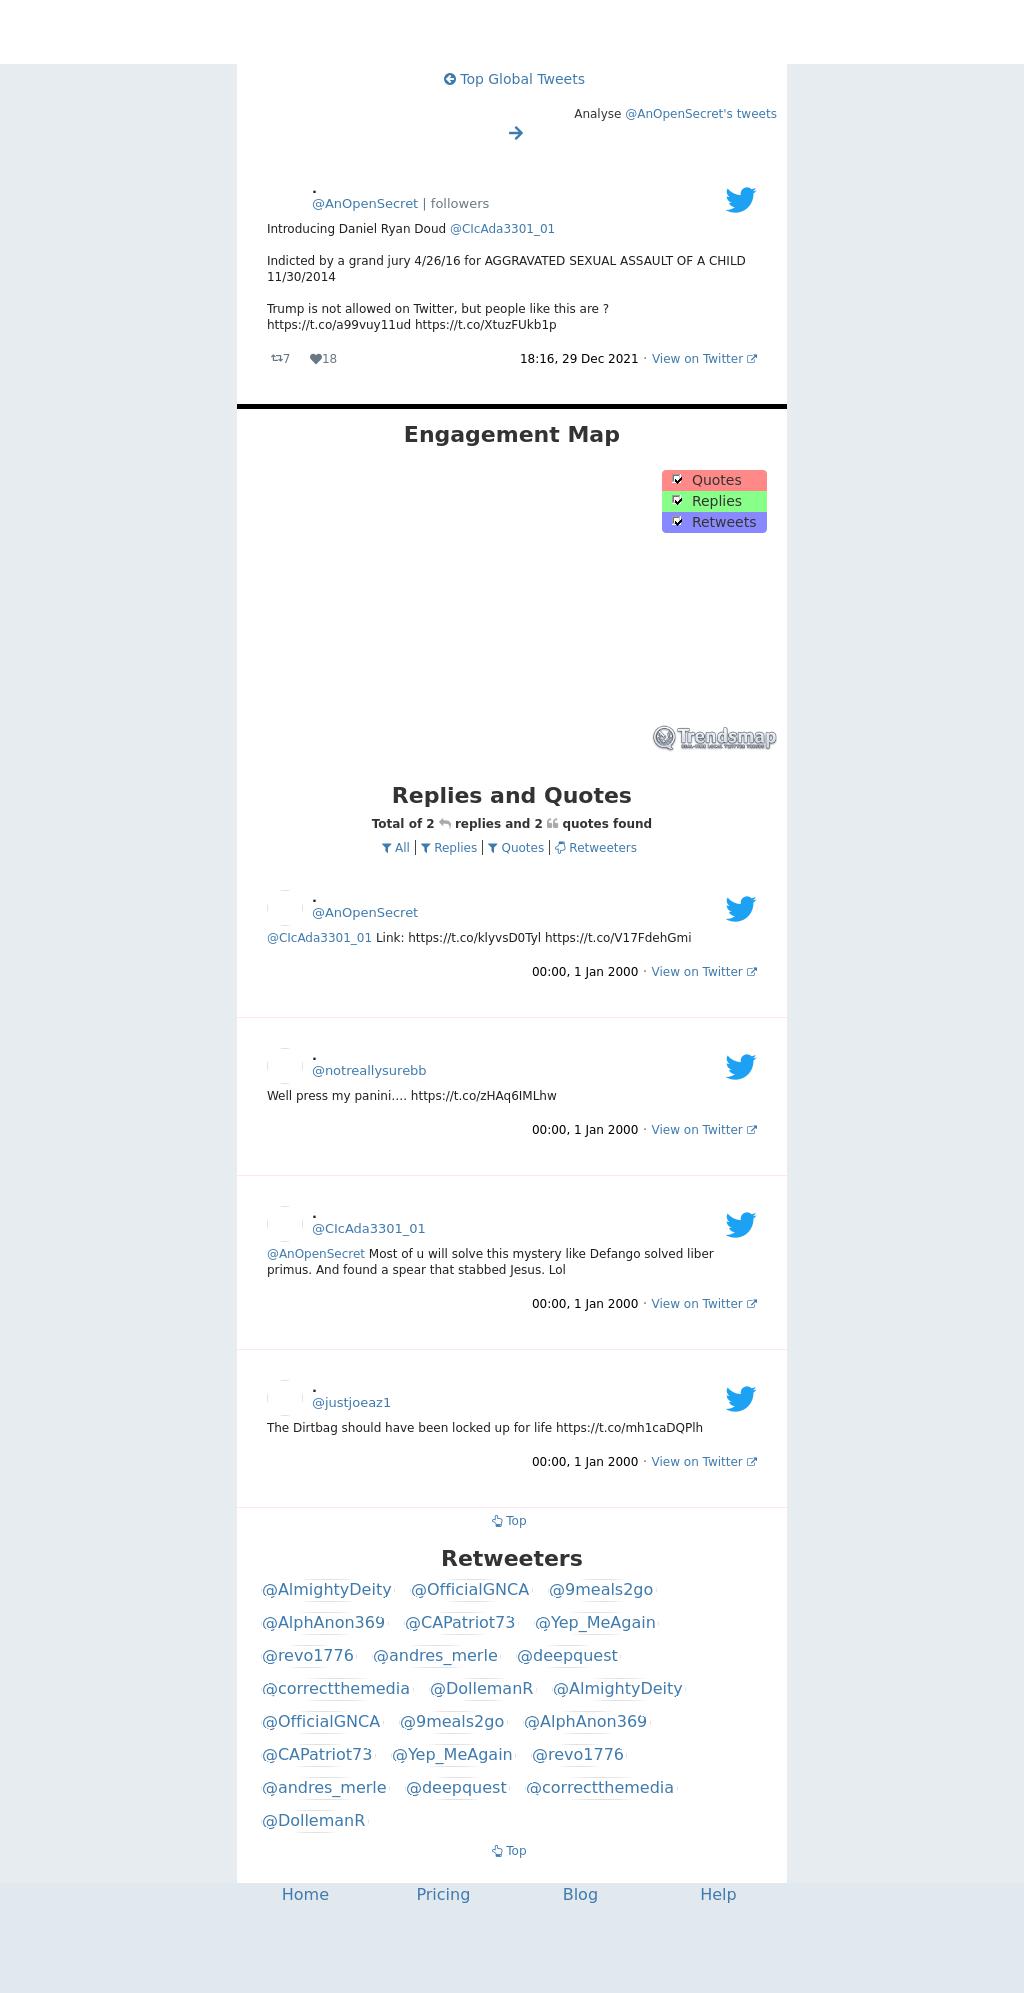 Top Global Tweets
Analyse @AnOpenSecret's tweets
.
@AnOpenSecret | followers
Introducing Daniel Ryan Doud @CIcAda3301_01
Indicted by a grand jury 4/26/16 for AGGRAVATED SEXUAL ASSAULT OF A CHILD
11/30/2014
Trump is not allowed on Twitter, but people like this are ?
https://t.co/a99vuy11ud https://t.co/XtuzFUkb1p
7 18 18:16, 29 Dec 2021 · View on Twitter
Engagement Map
Quotes
Replies
Retweets
Trendsmap
REAL-TIME LOCAL TWITTER TRENDS
Replies and Quotes
Total of 2 replies and 2 quotes found
All | Replies | Quotes | Retweeters
.
@AnOpenSecret
@CIcAda3301_01 Link: https://t.co/klyvsD0Tyl https://t.co/V17FdehGmi
00:00, 1 Jan 2000 · View on Twitter
.
@notreallysurebb
Well press my panini.... https://t.co/zHAq6IMLhw
00:00, 1 Jan 2000 · View on Twitter
.
@CIcAda3301_01
@AnOpenSecret Most of u will solve this mystery like Defango solved liber
primus. And found a spear that stabbed Jesus. Lol
00:00, 1 Jan 2000 · View on Twitter
.
@justjoeaz1
The Dirtbag should have been locked up for life https://t.co/mh1caDQPlh
00:00, 1 Jan 2000 · View on Twitter
Top
Retweeters
@AlmightyDeity @OfficialGNCA @9meals2go
@AlphAnon369 @CAPatriot73 @Yep_MeAgain
@revo1776 @andres_merle @deepquest
@correctthemedia @DollemanR @AlmightyDeity
@OfficialGNCA @9meals2go @AlphAnon369
@CAPatriot73 @Yep_MeAgain @revo1776
@andres_merle @deepquest @correctthemedia
@DollemanR
Top
Home Pricing Blog Help